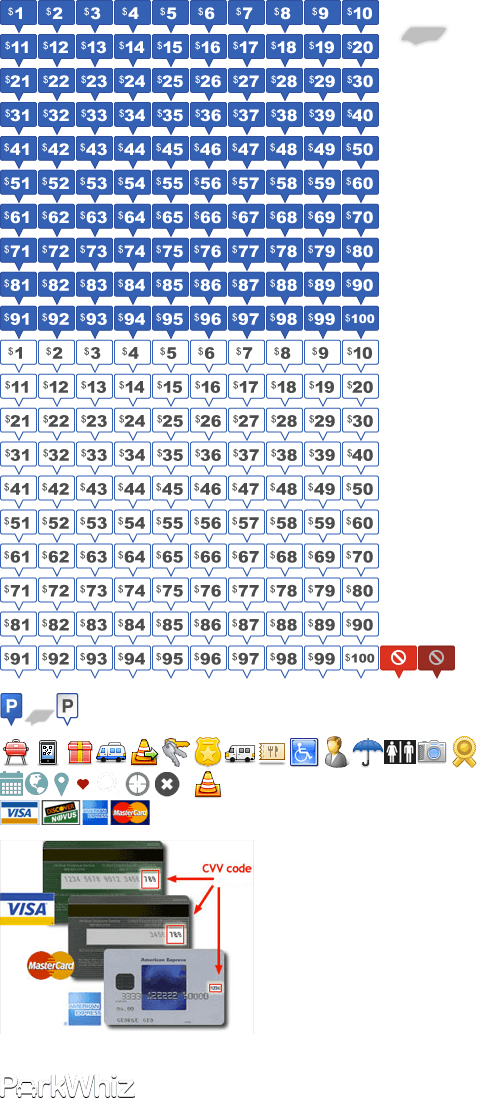 $1 $2 $3 $4 $5 $6 $7 $8 $9 $10
$11 $12 $13 $14 $15 $16 $17 $18 $19 $20
$21 $22 $23 $24 $25 $26 $27 $28 $29 $30
$31 $32 $33 $34 $35 $36 $37 $38 $39 $40
$41 $42 $43 $44 $45 $46 $47 $48 $49 $50
$51 $52 $53 $54 $55 $56 $57 $58 $59 $60
$61 $62 $63 $64 $65 $66 $67 $68 $69 $70
$71 $72 $73 $74 $75 $76 $77 $78 $79 $80
$81 $82 $83 $84 $85 $86 $87 $88 $89 $90
$91 $92 $93 $94 $95 $96 $97 $98 $99 $100
$1 $2 $3 $4 $5 $6 $7 $8 $9 $10
$11 $12 $13 $14 $15 $16 $17 $18 $19 $20
$21 $22 $23 $24 $25 $26 $27 $28 $29 $30
$31 $32 $33 $34 $35 $36 $37 $38 $39 $40
$41 $42 $43 $44 $45 $46 $47 $48 $49 $50
$51 $52 $53 $54 $55 $56 $57 $58 $59 $60
$61 $62 $63 $64 $65 $66 $67 $68 $69 $70
$71 $72 $73 $74 $75 $76 $77 $78 $79 $80
$81 $82 $83 $84 $85 $86 $87 $88 $89 $90
$91 $92 $93 $94 $95 $96 $97 $98 $99 $100
P P
VISA DISCOVER NOVUS AMERICAN EXPRESS MasterCard
CVV code
1234 5678 9012 3456 789
VISA
3456 789
MasterCard
American Express
1234
AMERICAN EXPRESS
GEORGE GEO
ParkWhiz